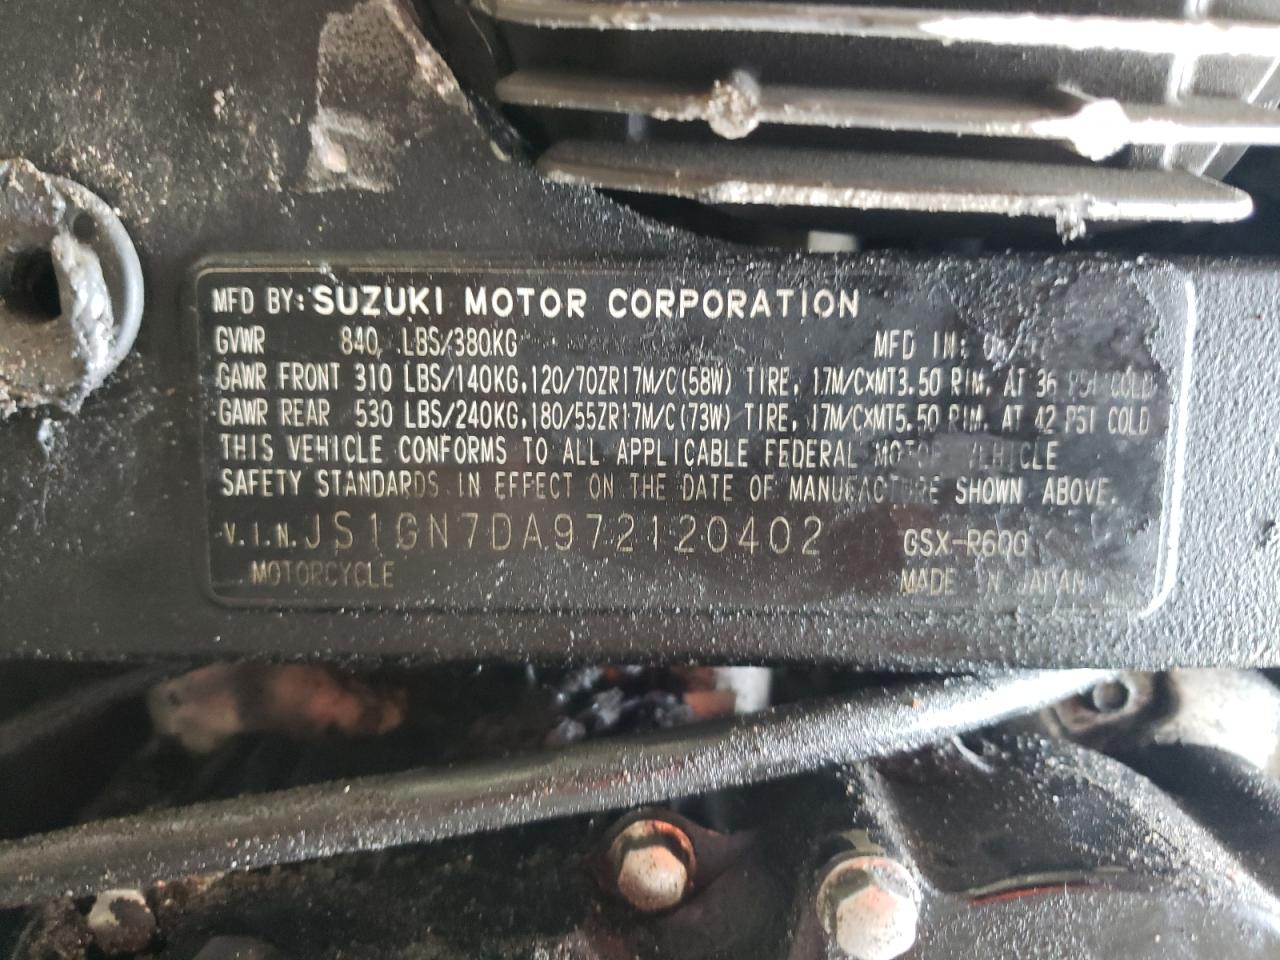 MFD BY: SUZUKI MOTOR CORPORATION
GVWR 840 LBS/380KG MFD IN:
GAWR FRONT 310 LBS/140KG,120/70ZR17M/C(58W) TIRE, 17M/CXMT3.50 RIM, AT 36 PSI COLD
GAWR REAR 530 LBS/240KG,180/55ZR17M/C(73W) TIRE, 17M/CXMT5.50 RIM, AT 42 PSI COLD
THIS VEHICLE CONFORMS TO ALL APPLICABLE FEDERAL MOTOR VEHICLE
SAFETY STANDARDS IN EFFECT ON THE DATE OF MANUFACTURE SHOWN ABOVE.
V.I.N. JS1GN7DA972120402 GSX-R600
MOTORCYCLE MADE IN JAPAN